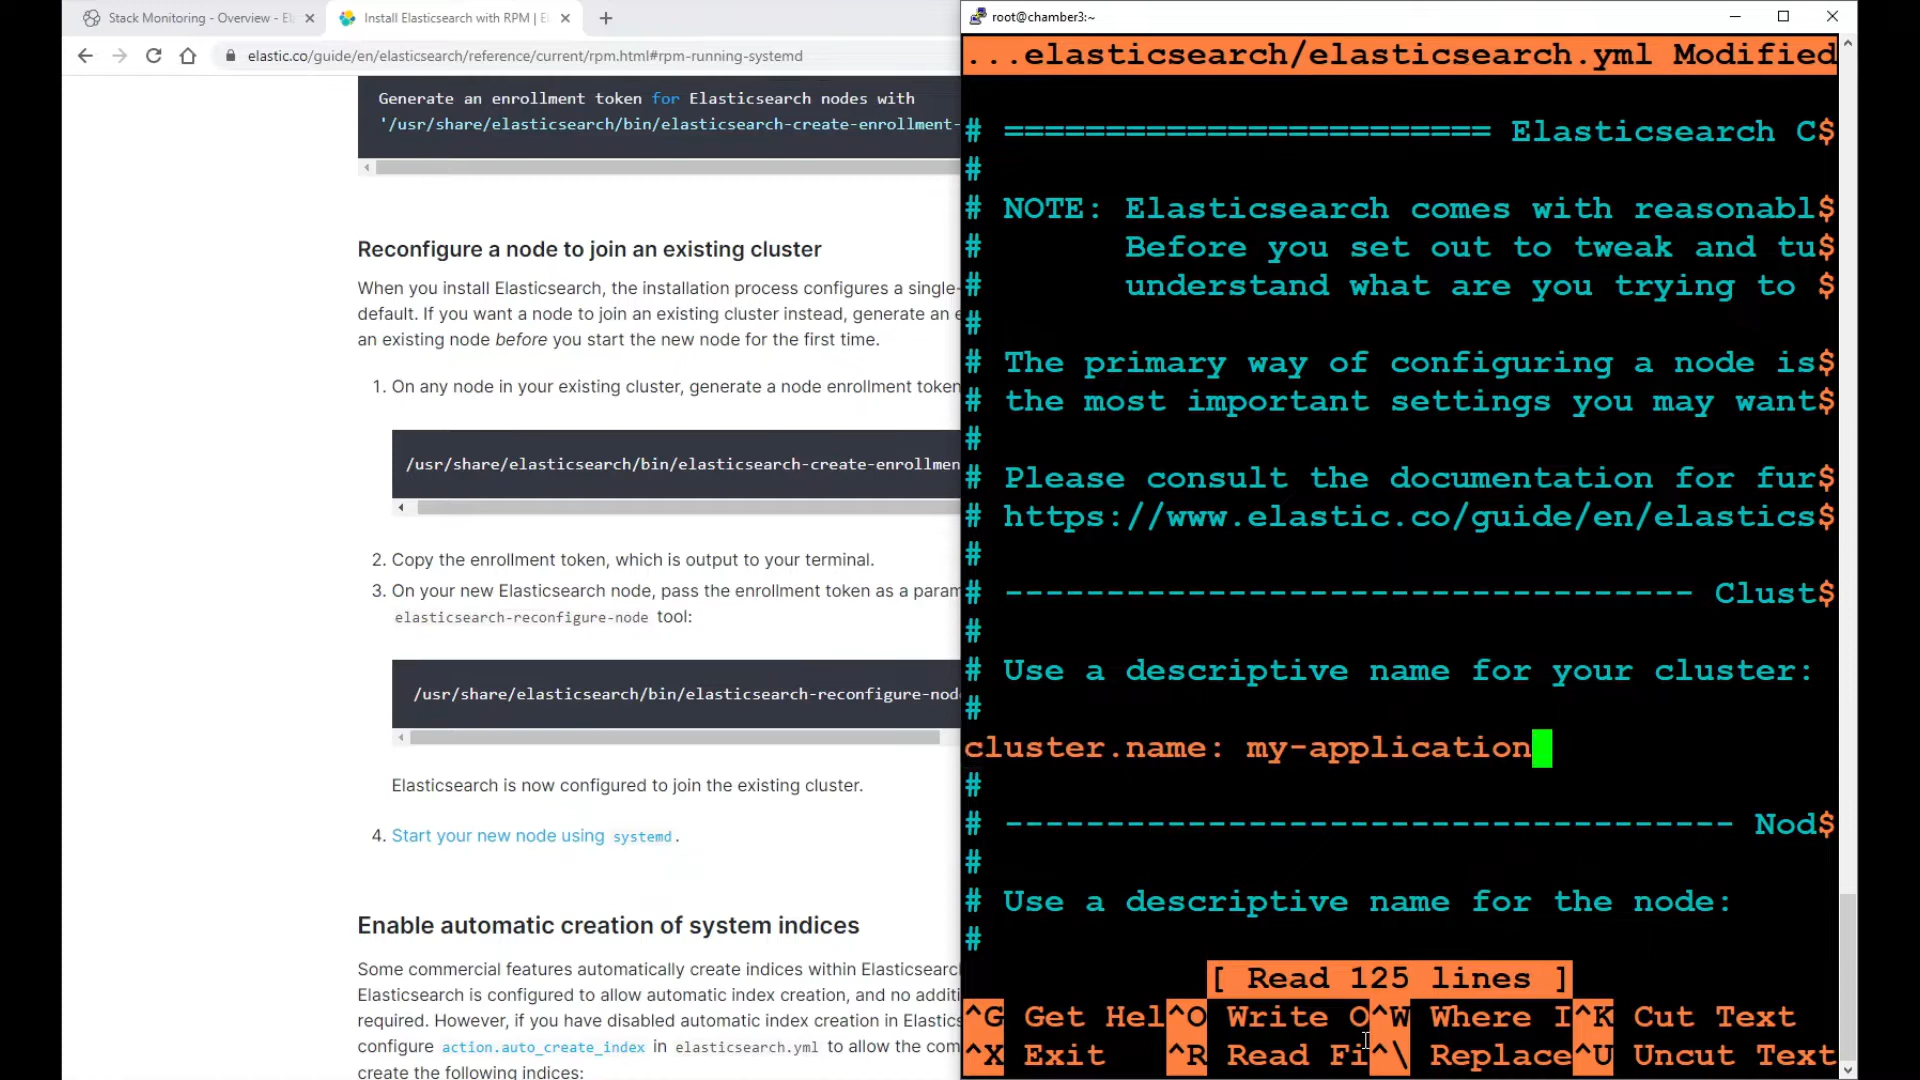 Stack Monitoring - Overview - El
Install Elasticsearch with RPM | E
elastic.co/guide/en/elasticsearch/reference/current/rpm.html#rpm-running-systemd
Generate an enrollment token for Elasticsearch nodes with
'/usr/share/elasticsearch/bin/elasticsearch-create-enrollment-
Reconfigure a node to join an existing cluster
When you install Elasticsearch, the installation process configures a single-
default. If you want a node to join an existing cluster instead, generate an e
an existing node before you start the new node for the first time.
1. On any node in your existing cluster, generate a node enrollment token
/usr/share/elasticsearch/bin/elasticsearch-create-enrollmen
2. Copy the enrollment token, which is output to your terminal.
3. On your new Elasticsearch node, pass the enrollment token as a param
elasticsearch-reconfigure-node tool:
/usr/share/elasticsearch/bin/elasticsearch-reconfigure-nod
Elasticsearch is now configured to join the existing cluster.
4. Start your new node using systemd.
Enable automatic creation of system indices
Some commercial features automatically create indices within Elasticsearch
Elasticsearch is configured to allow automatic index creation, and no additi
required. However, if you have disabled automatic index creation in Elastics
configure action.auto_create_index in elasticsearch.yml to allow the com
create the following indices:
root@chamber3:~
...elasticsearch/elasticsearch.yml Modified
# ======================== Elasticsearch C$
#
# NOTE: Elasticsearch comes with reasonabl$
#       Before you set out to tweak and tu$
#       understand what are you trying to $
#
# The primary way of configuring a node is$
# the most important settings you may want$
#
# Please consult the documentation for fur$
# https://www.elastic.co/guide/en/elastics$
#
# ---------------------------------- Clust$
#
# Use a descriptive name for your cluster:
#
cluster.name: my-application
#
# ------------------------------------ Nod$
#
# Use a descriptive name for the node:
#
[ Read 125 lines ]
^G Get Hel^O Write O^W Where I^K Cut Text
^X Exit ^R Read Fi^\ Replace^U Uncut Text